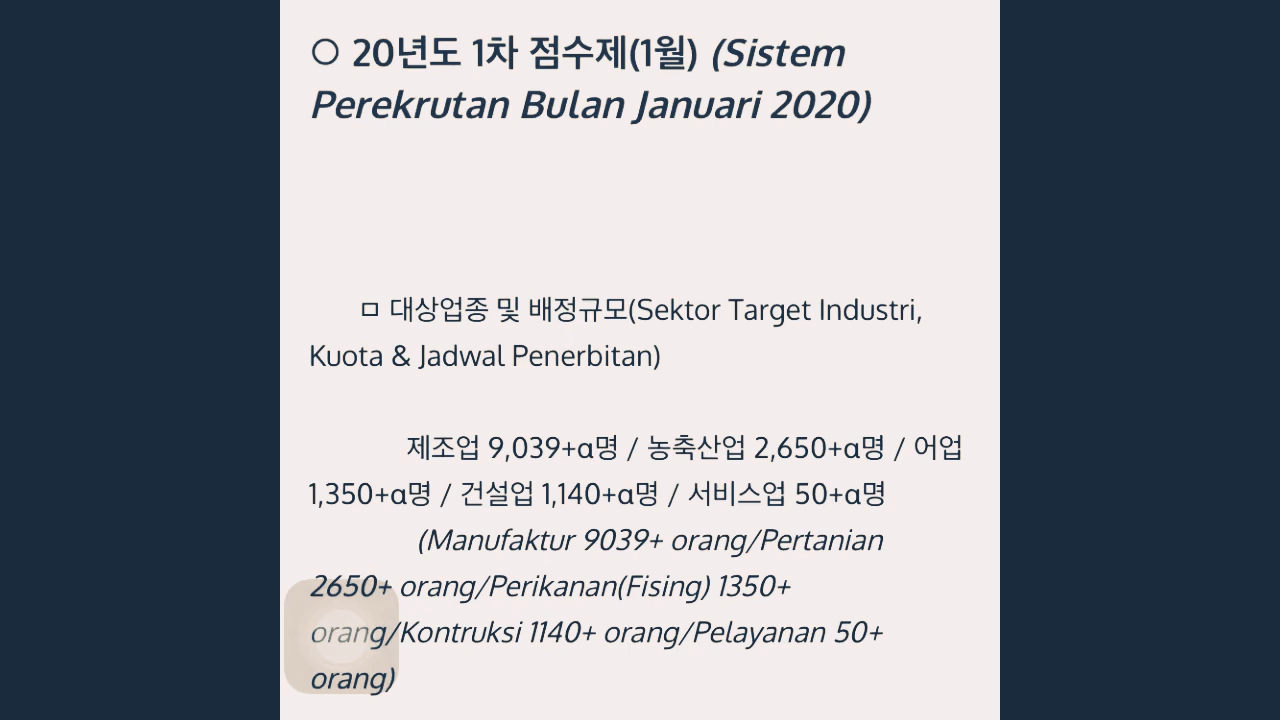 ○ 20년도 1차 점수제(1월) (Sistem
Perekrutan Bulan Januari 2020)
ㅁ 대상업종 및 배정규모(Sektor Target Industri,
Kuota & Jadwal Penerbitan)
제조업 9,039+α명 / 농축산업 2,650+α명 / 어업
1,350+α명 / 건설업 1,140+α명 / 서비스업 50+α명
(Manufaktur 9039+ orang/Pertanian
2650+ orang/Perikanan(Fising) 1350+
orang/Kontruksi 1140+ orang/Pelayanan 50+
orang)